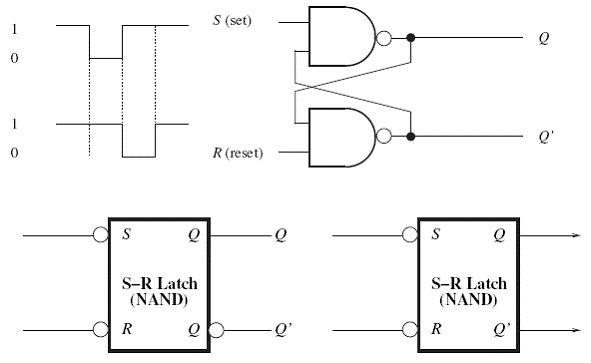 1
0
1
0
S (set)
R (reset)
Q
Q'
S Q
S–R Latch
(NAND)
R Q
Q
Q'
S Q
S–R Latch
(NAND)
R Q'